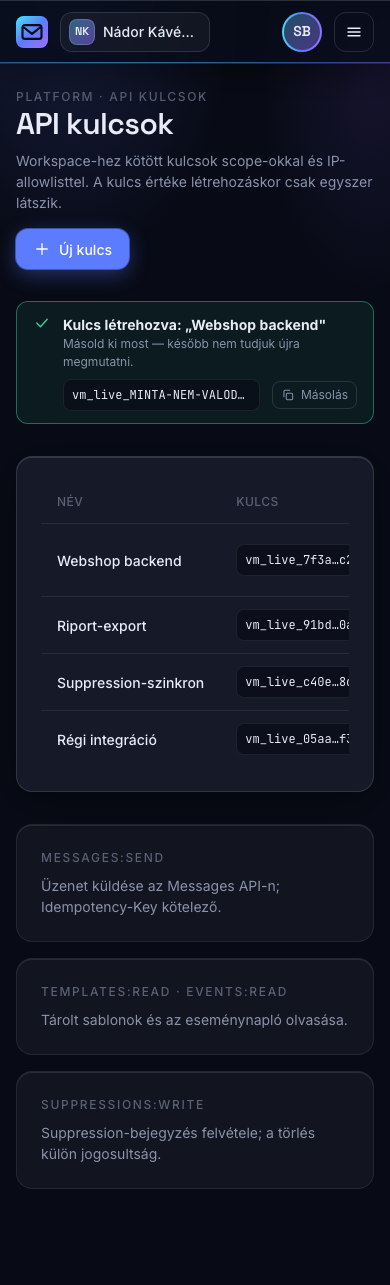 NK Nádor Kávé… SB
PLATFORM · API KULCSOK
API kulcsok
Workspace-hez kötött kulcsok scope-okkal és IP-
allowlisttel. A kulcs értéke létrehozáskor csak egyszer
látszik.
Új kulcs
Kulcs létrehozva: „Webshop backend"
Másold ki most — később nem tudjuk újra
megmutatni.
vm_live_MINTA-NEM-VALOD… Másolás
NÉV KULCS
Webshop backend vm_live_7f3a…c2
Riport-export vm_live_91bd…0a
Suppression-szinkron vm_live_c40e…8d
Régi integráció vm_live_05aa…f3
MESSAGES:SEND
Üzenet küldése az Messages API-n;
Idempotency-Key kötelező.
TEMPLATES:READ · EVENTS:READ
Tárolt sablonok és az eseménynapló olvasása.
SUPPRESSIONS:WRITE
Suppression-bejegyzés felvétele; a törlés
külön jogosultság.